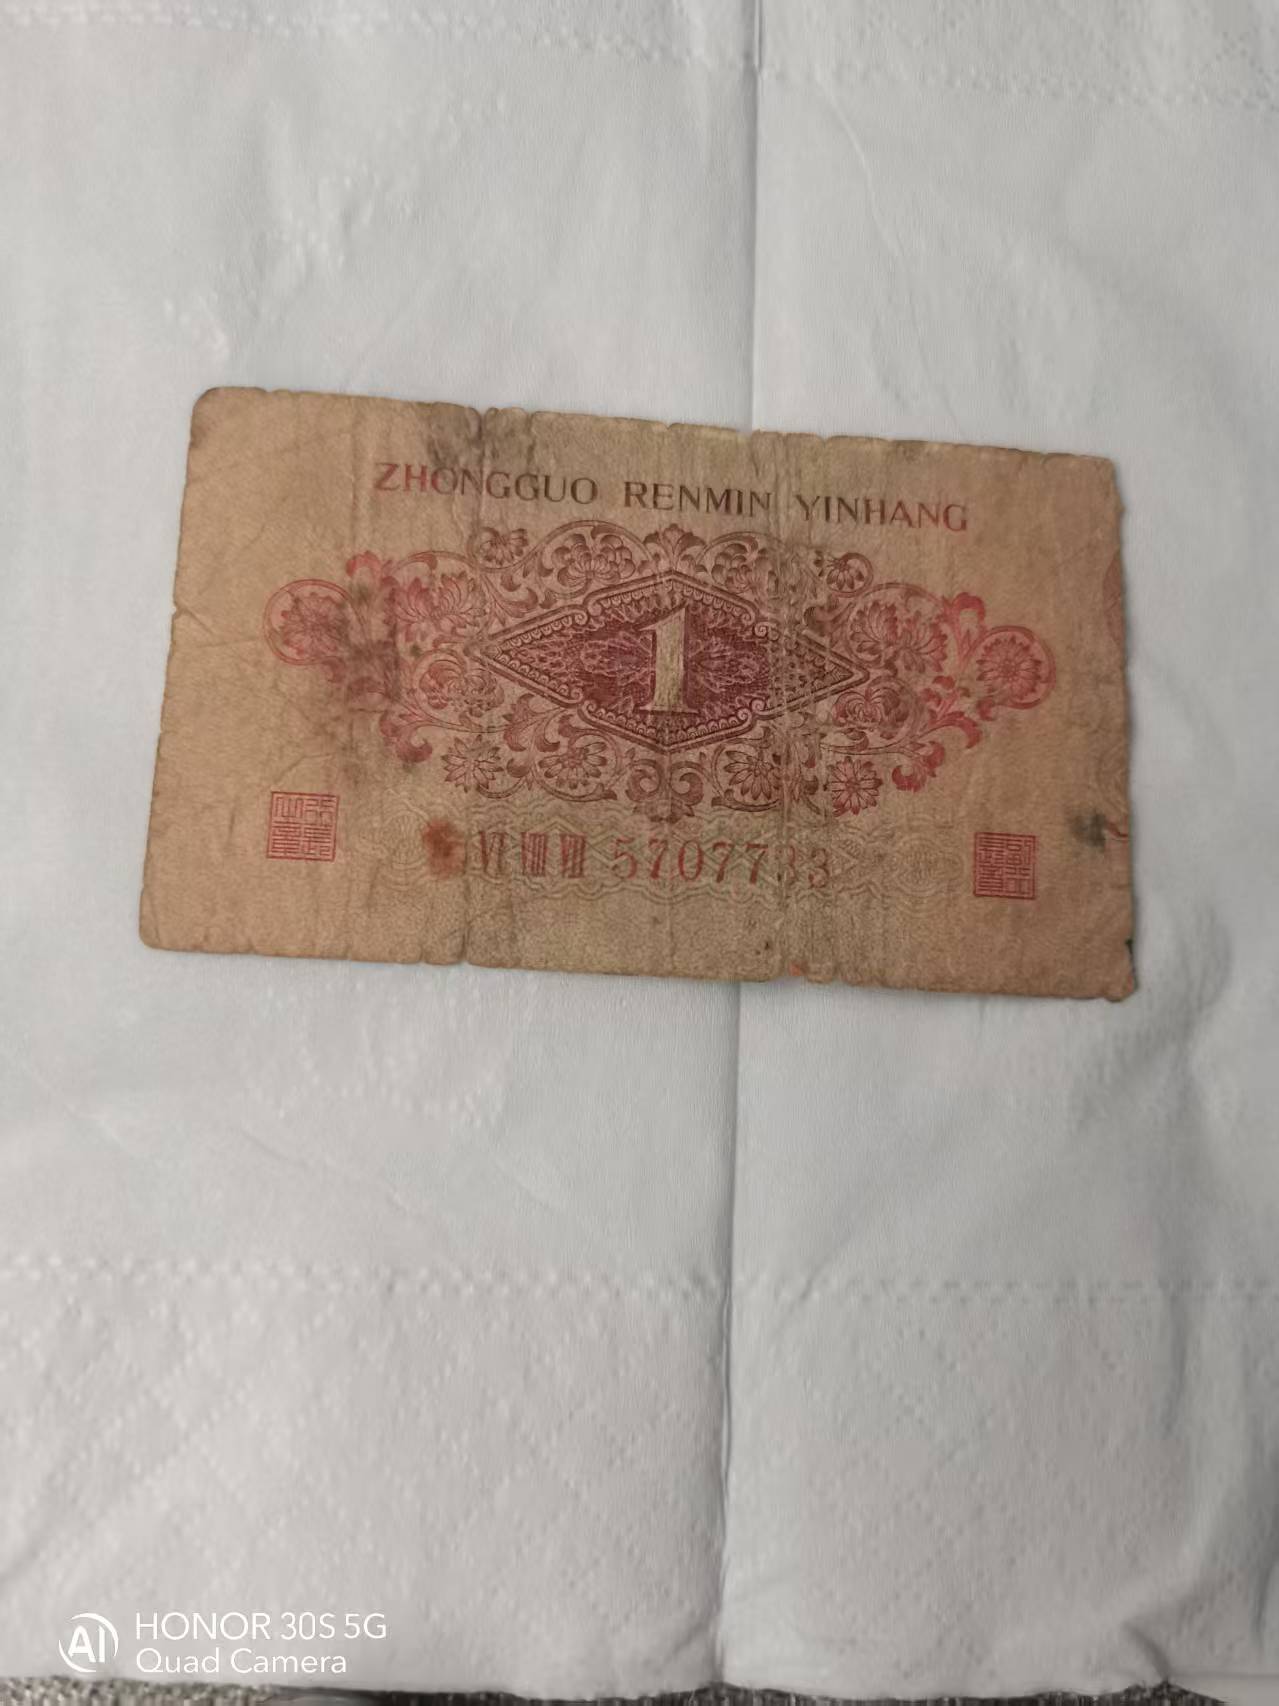 ZHONGGUO RENMIN YINHANG
1
VI VIII VII 5707733
HONOR 30S 5G
Quad Camera